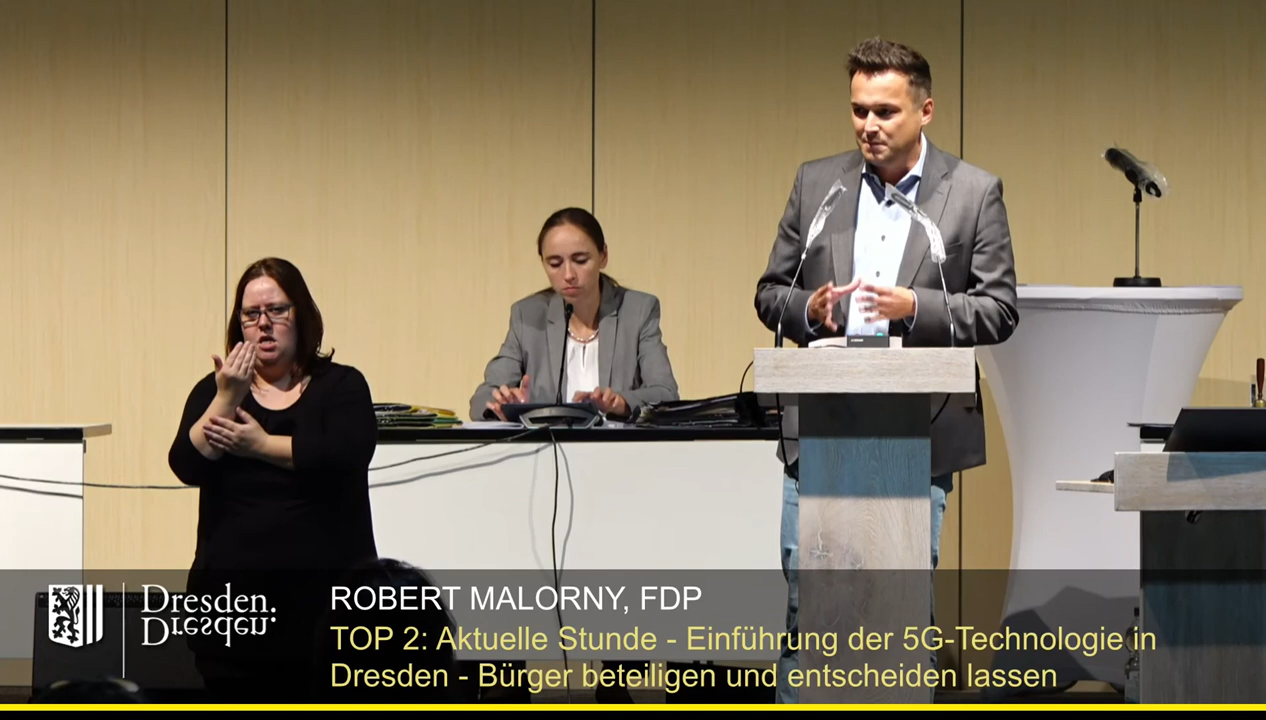 Dresden.
Dresden.
ROBERT MALORNY, FDP
TOP 2: Aktuelle Stunde - Einführung der 5G-Technologie in
Dresden - Bürger beteiligen und entscheiden lassen